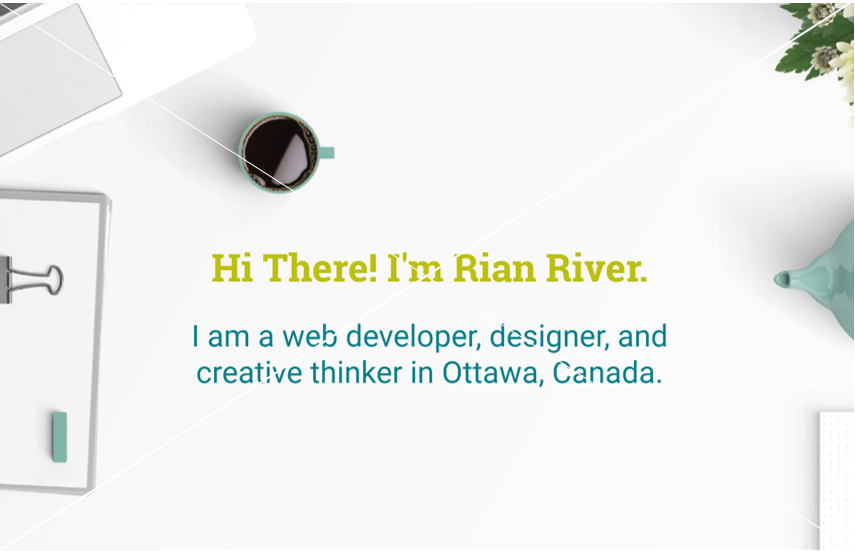 Hi There! I'm Rian River.
I am a web developer, designer, and
creative thinker in Ottawa, Canada.